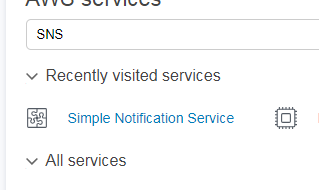 AWS services
SNS
Recently visited services
Simple Notification Service
All services